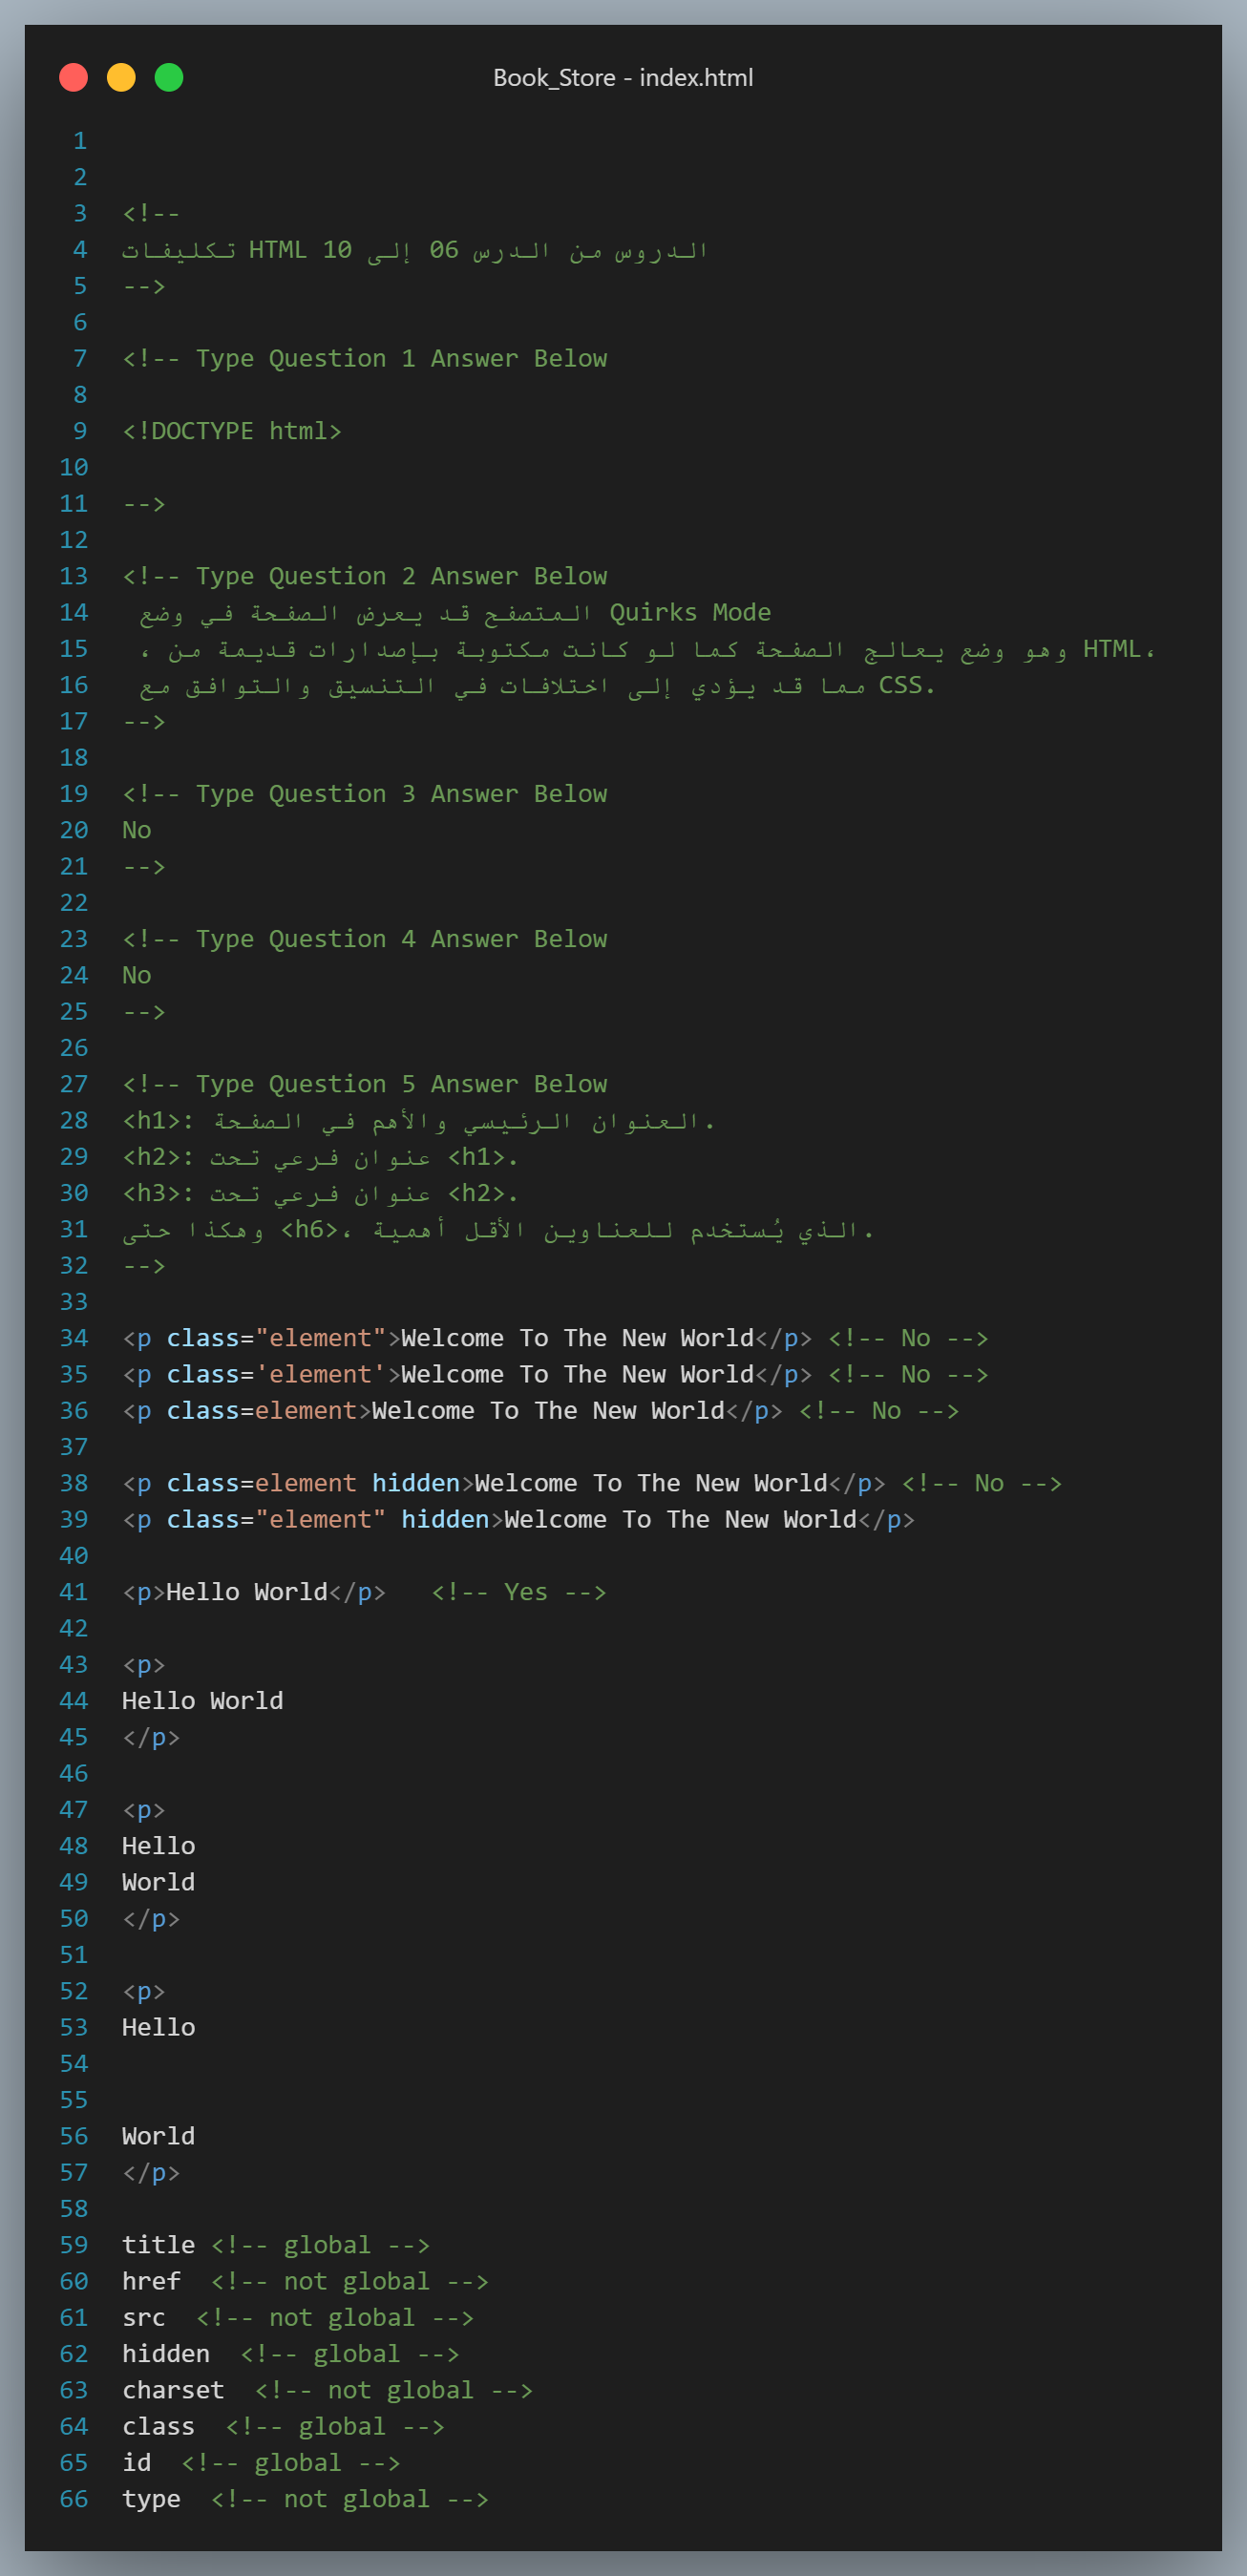 Book_Store - index.html
1
2
3 <!--
4 تكليفات HTML الدروس من الدرس 06 إلى 10
5 -->
6
7 <!-- Type Question 1 Answer Below
8
9 <!DOCTYPE html>
10
11 -->
12
13 <!-- Type Question 2 Answer Below
14 المتصفح قد يعرض الصفحة في وضع Quirks Mode
15 ، وهو وضع يعالج الصفحة كما لو كانت مكتوبة بإصدارات قديمة من HTML،
16 مما قد يؤدي إلى اختلافات في التنسيق والتوافق مع CSS.
17 -->
18
19 <!-- Type Question 3 Answer Below
20 No
21 -->
22
23 <!-- Type Question 4 Answer Below
24 No
25 -->
26
27 <!-- Type Question 5 Answer Below
28 <h1>: العنوان الرئيسي والأهم في الصفحة.
29 <h2>: عنوان فرعي تحت <h1>.
30 <h3>: عنوان فرعي تحت <h2>.
31 وهكذا حتى <h6>، الذي يُستخدم للعناوين الأقل أهمية.
32 -->
33
34 <p class="element">Welcome To The New World</p> <!-- No -->
35 <p class='element'>Welcome To The New World</p> <!-- No -->
36 <p class=element>Welcome To The New World</p> <!-- No -->
37
38 <p class=element hidden>Welcome To The New World</p> <!-- No -->
39 <p class="element" hidden>Welcome To The New World</p>
40
41 <p>Hello World</p>   <!-- Yes -->
42
43 <p>
44 Hello World
45 </p>
46
47 <p>
48 Hello
49 World
50 </p>
51
52 <p>
53 Hello
54
55
56 World
57 </p>
58
59 title <!-- global -->
60 href  <!-- not global -->
61 src  <!-- not global -->
62 hidden  <!-- global -->
63 charset  <!-- not global -->
64 class  <!-- global -->
65 id  <!-- global -->
66 type  <!-- not global -->